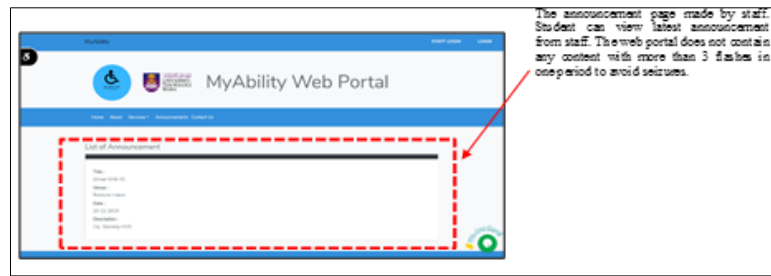 The announcement page made by staff.
Student can view latest announcement
from staff. The web portal does not contain
any content with more than 3 flashes in
one period to avoid seizures.
MyAbility
STAFF LOGIN LOGIN
MyAbility Web Portal
Home About Services Announcements Contact Us
List of Announcement
Title :
Venue :
Date :
Description :